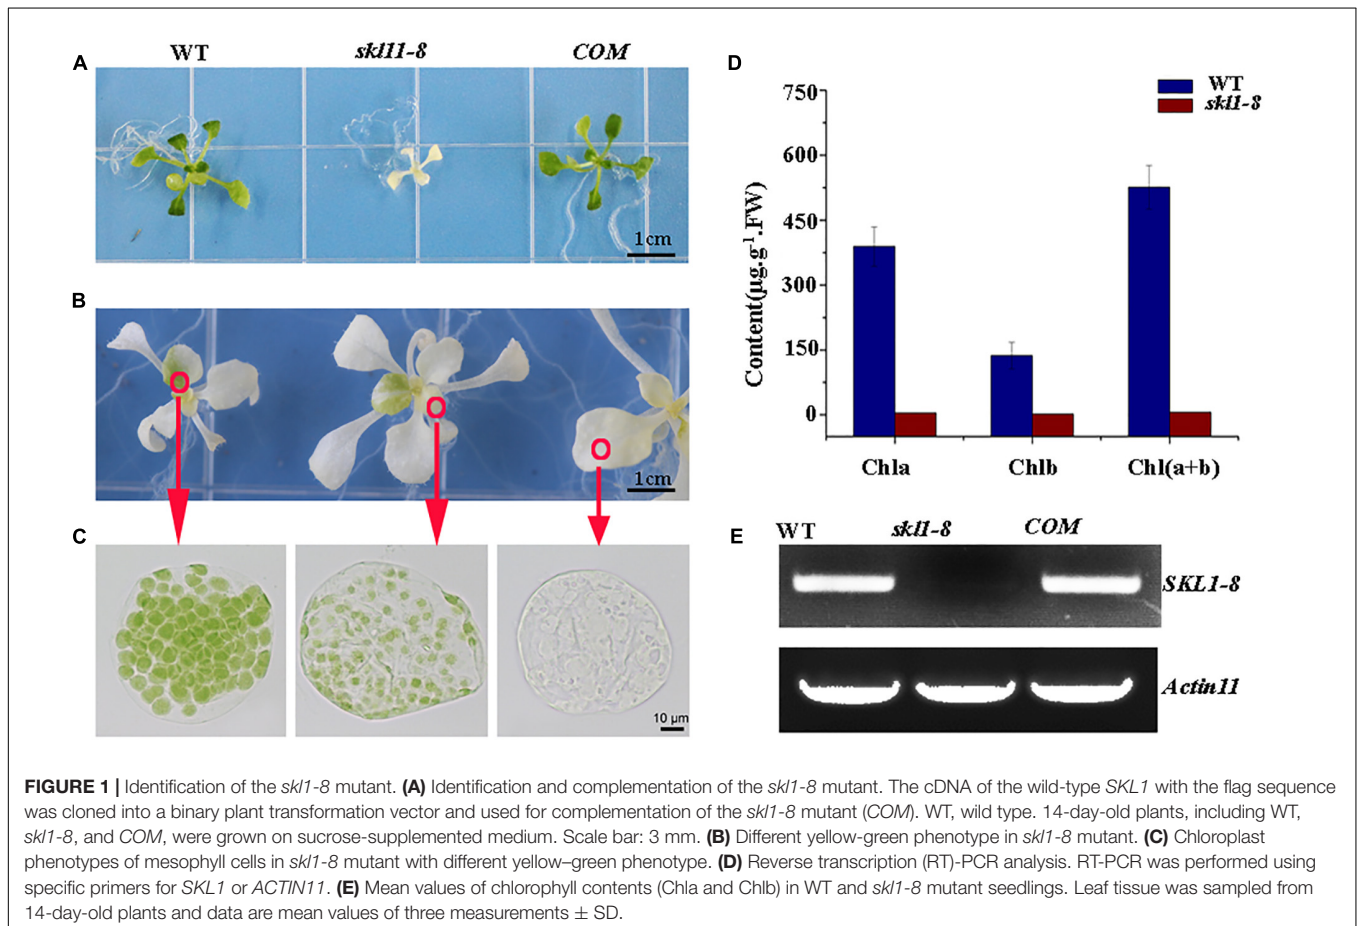 A
WT
skl11-8
COM
1cm
B
O
O
O
1cm
C
10 µm
D
WT
skl1-8
750
600
450
300
150
0
Content(µg.g-1.FW)
Chla
Chlb
Chl(a+b)
E
WT
skl1-8
COM
SKL1-8
Actin11
FIGURE 1 | Identification of the skl1-8 mutant. (A) Identification and complementation of the skl1-8 mutant. The cDNA of the wild-type SKL1 with the flag sequence
was cloned into a binary plant transformation vector and used for complementation of the skl1-8 mutant (COM). WT, wild type. 14-day-old plants, including WT,
skl1-8, and COM, were grown on sucrose-supplemented medium. Scale bar: 3 mm. (B) Different yellow-green phenotype in skl1-8 mutant. (C) Chloroplast
phenotypes of mesophyll cells in skl1-8 mutant with different yellow–green phenotype. (D) Reverse transcription (RT)-PCR analysis. RT-PCR was performed using
specific primers for SKL1 or ACTIN11. (E) Mean values of chlorophyll contents (Chla and Chlb) in WT and skl1-8 mutant seedlings. Leaf tissue was sampled from
14-day-old plants and data are mean values of three measurements ± SD.